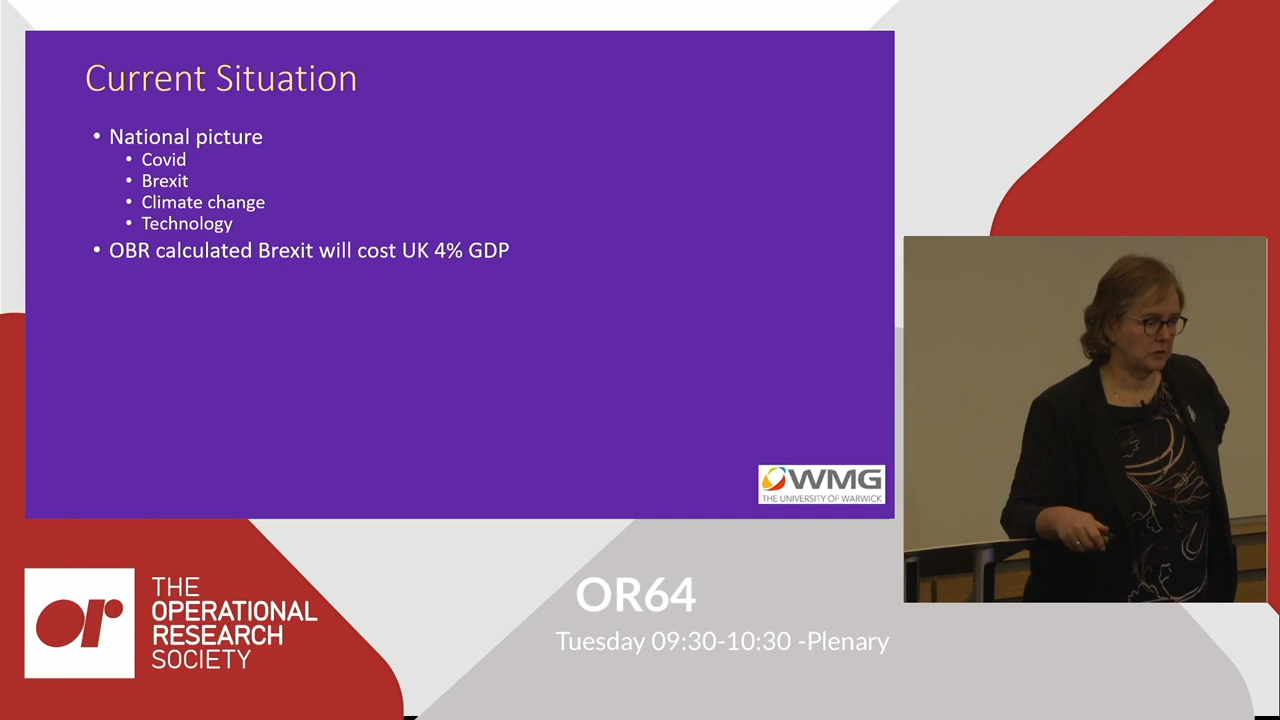 Current Situation
• National picture
• Covid
• Brexit
• Climate change
• Technology
• OBR calculated Brexit will cost UK 4% GDP
WMG
THE UNIVERSITY OF WARWICK
or
THE
OPERATIONAL
RESEARCH
SOCIETY
OR64
Tuesday 09:30-10:30 -Plenary